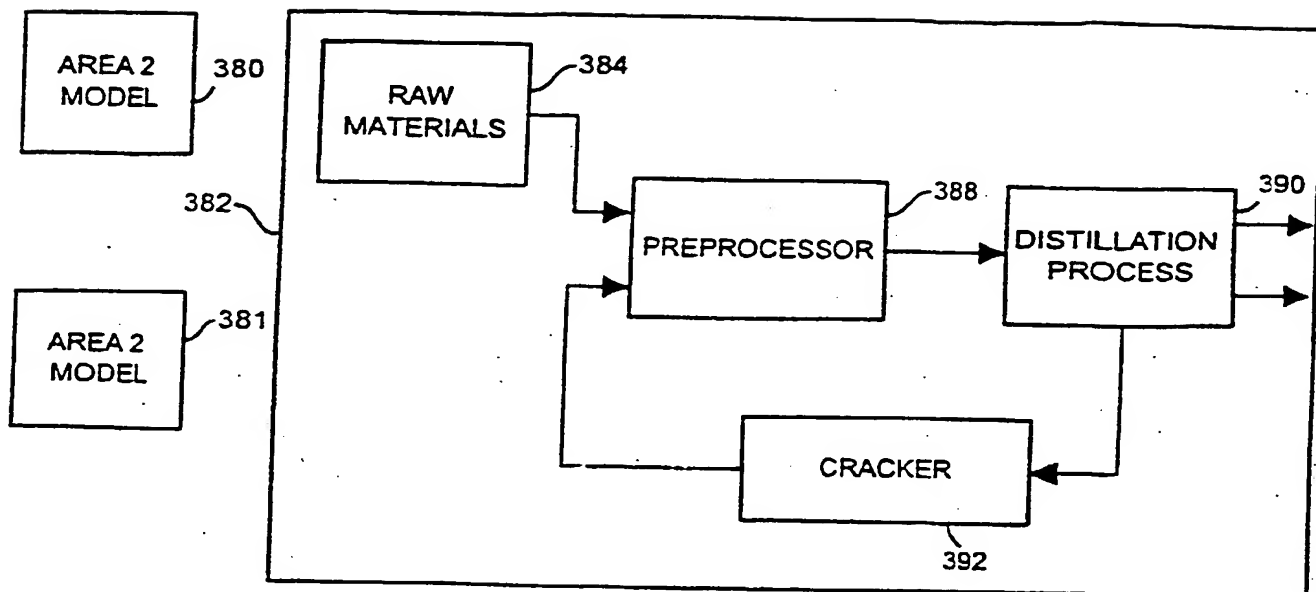 AREA 2
MODEL
380
RAW
MATERIALS
384
382
PREPROCESSOR
388
DISTILLATION
PROCESS
390
AREA 2
MODEL
381
CRACKER
392